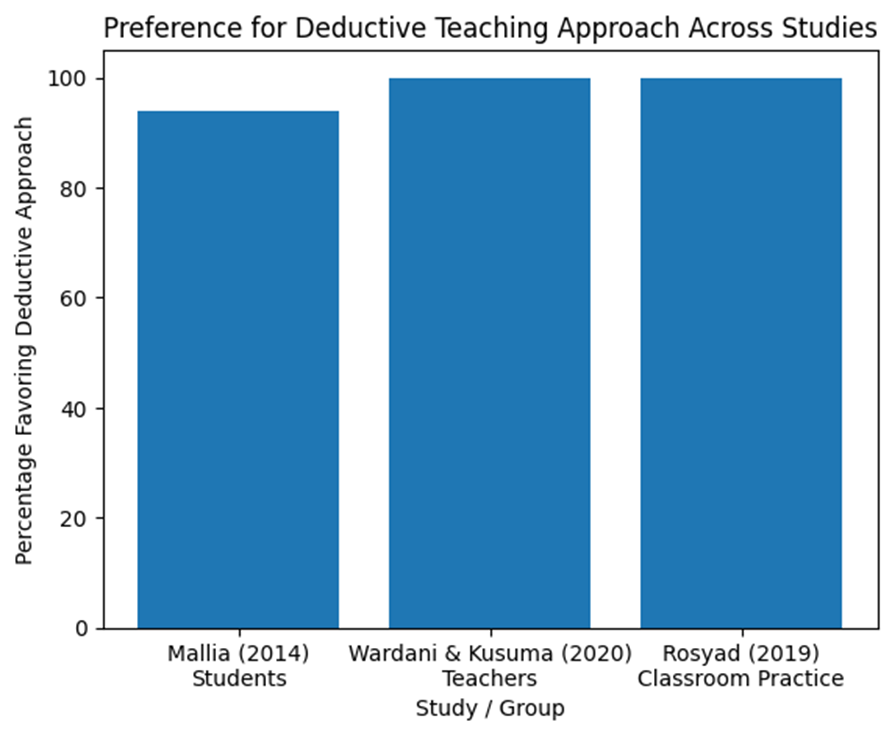 Preference for Deductive Teaching Approach Across Studies
Percentage Favoring Deductive Approach
100
80
60
40
20
0
Mallia (2014)
Students
Wardani & Kusuma (2020)
Teachers
Rosyad (2019)
Classroom Practice
Study / Group